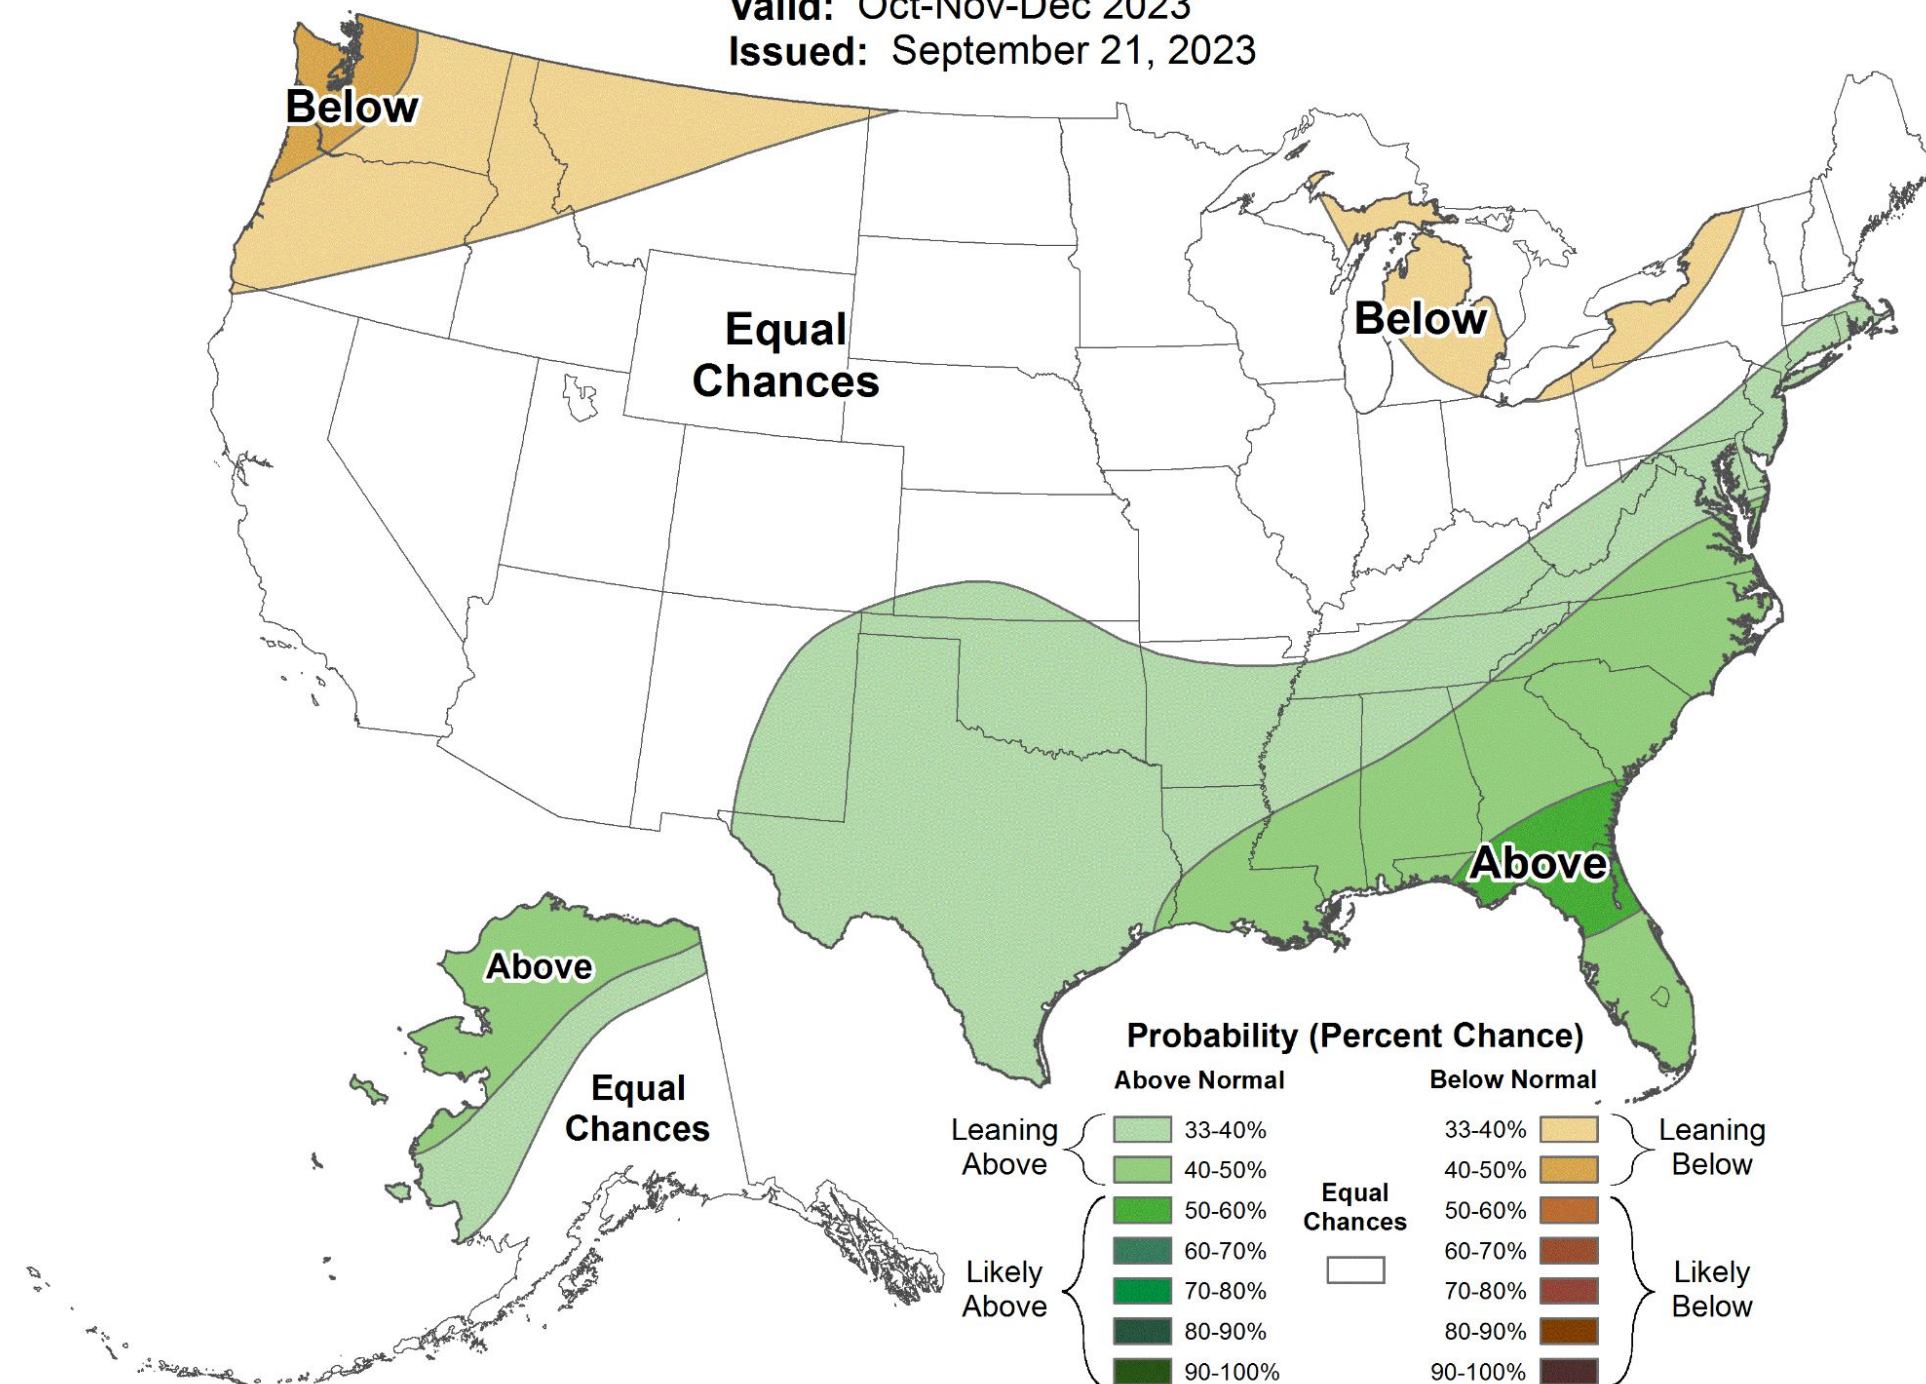 Valid: Oct-Nov-Dec 2023
Issued: September 21, 2023
Below
Equal
Chances
Below
Above
Above
Equal
Chances
Probability (Percent Chance)
Above Normal
Below Normal
Leaning
Above
33-40%
40-50%
50-60%
60-70%
70-80%
80-90%
90-100%
Likely
Above
Equal
Chances
33-40%
40-50%
50-60%
60-70%
70-80%
80-90%
90-100%
Leaning
Below
Likely
Below